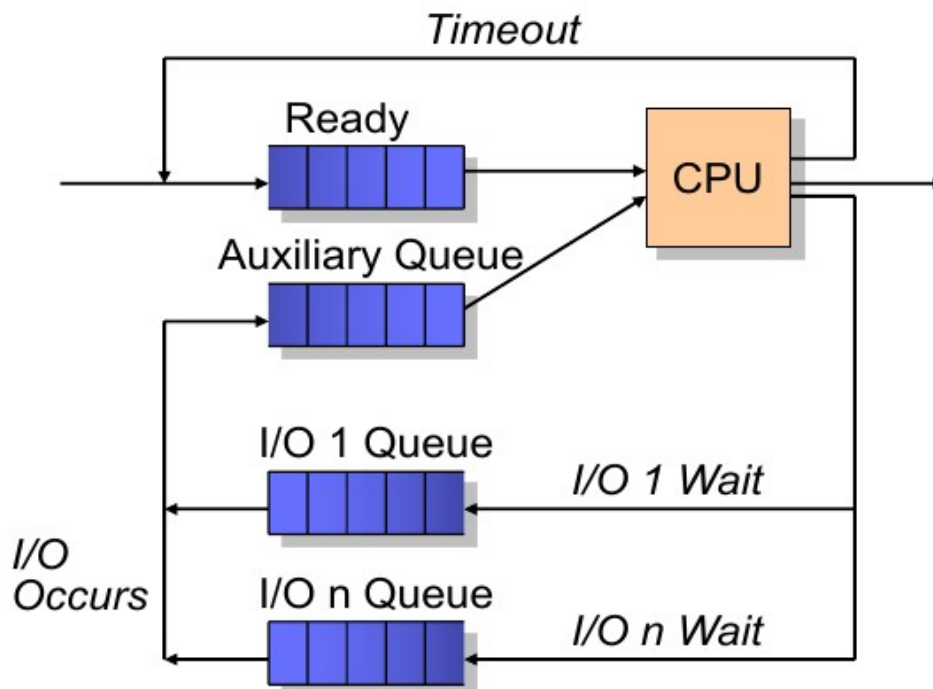 Timeout
Ready
CPU
Auxiliary Queue
I/O 1 Queue
I/O 1 Wait
I/O
Occurs
I/O n Queue
I/O n Wait